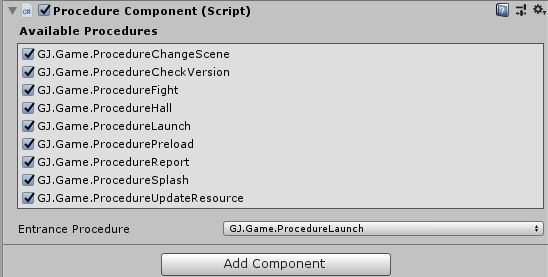 Procedure Component (Script)
Available Procedures
GJ.Game.ProcedureChangeScene
GJ.Game.ProcedureCheckVersion
GJ.Game.ProcedureFight
GJ.Game.ProcedureHall
GJ.Game.ProcedureLaunch
GJ.Game.ProcedurePreload
GJ.Game.ProcedureReport
GJ.Game.ProcedureSplash
GJ.Game.ProcedureUpdateResource
Entrance Procedure GJ.Game.ProcedureLaunch
Add Component